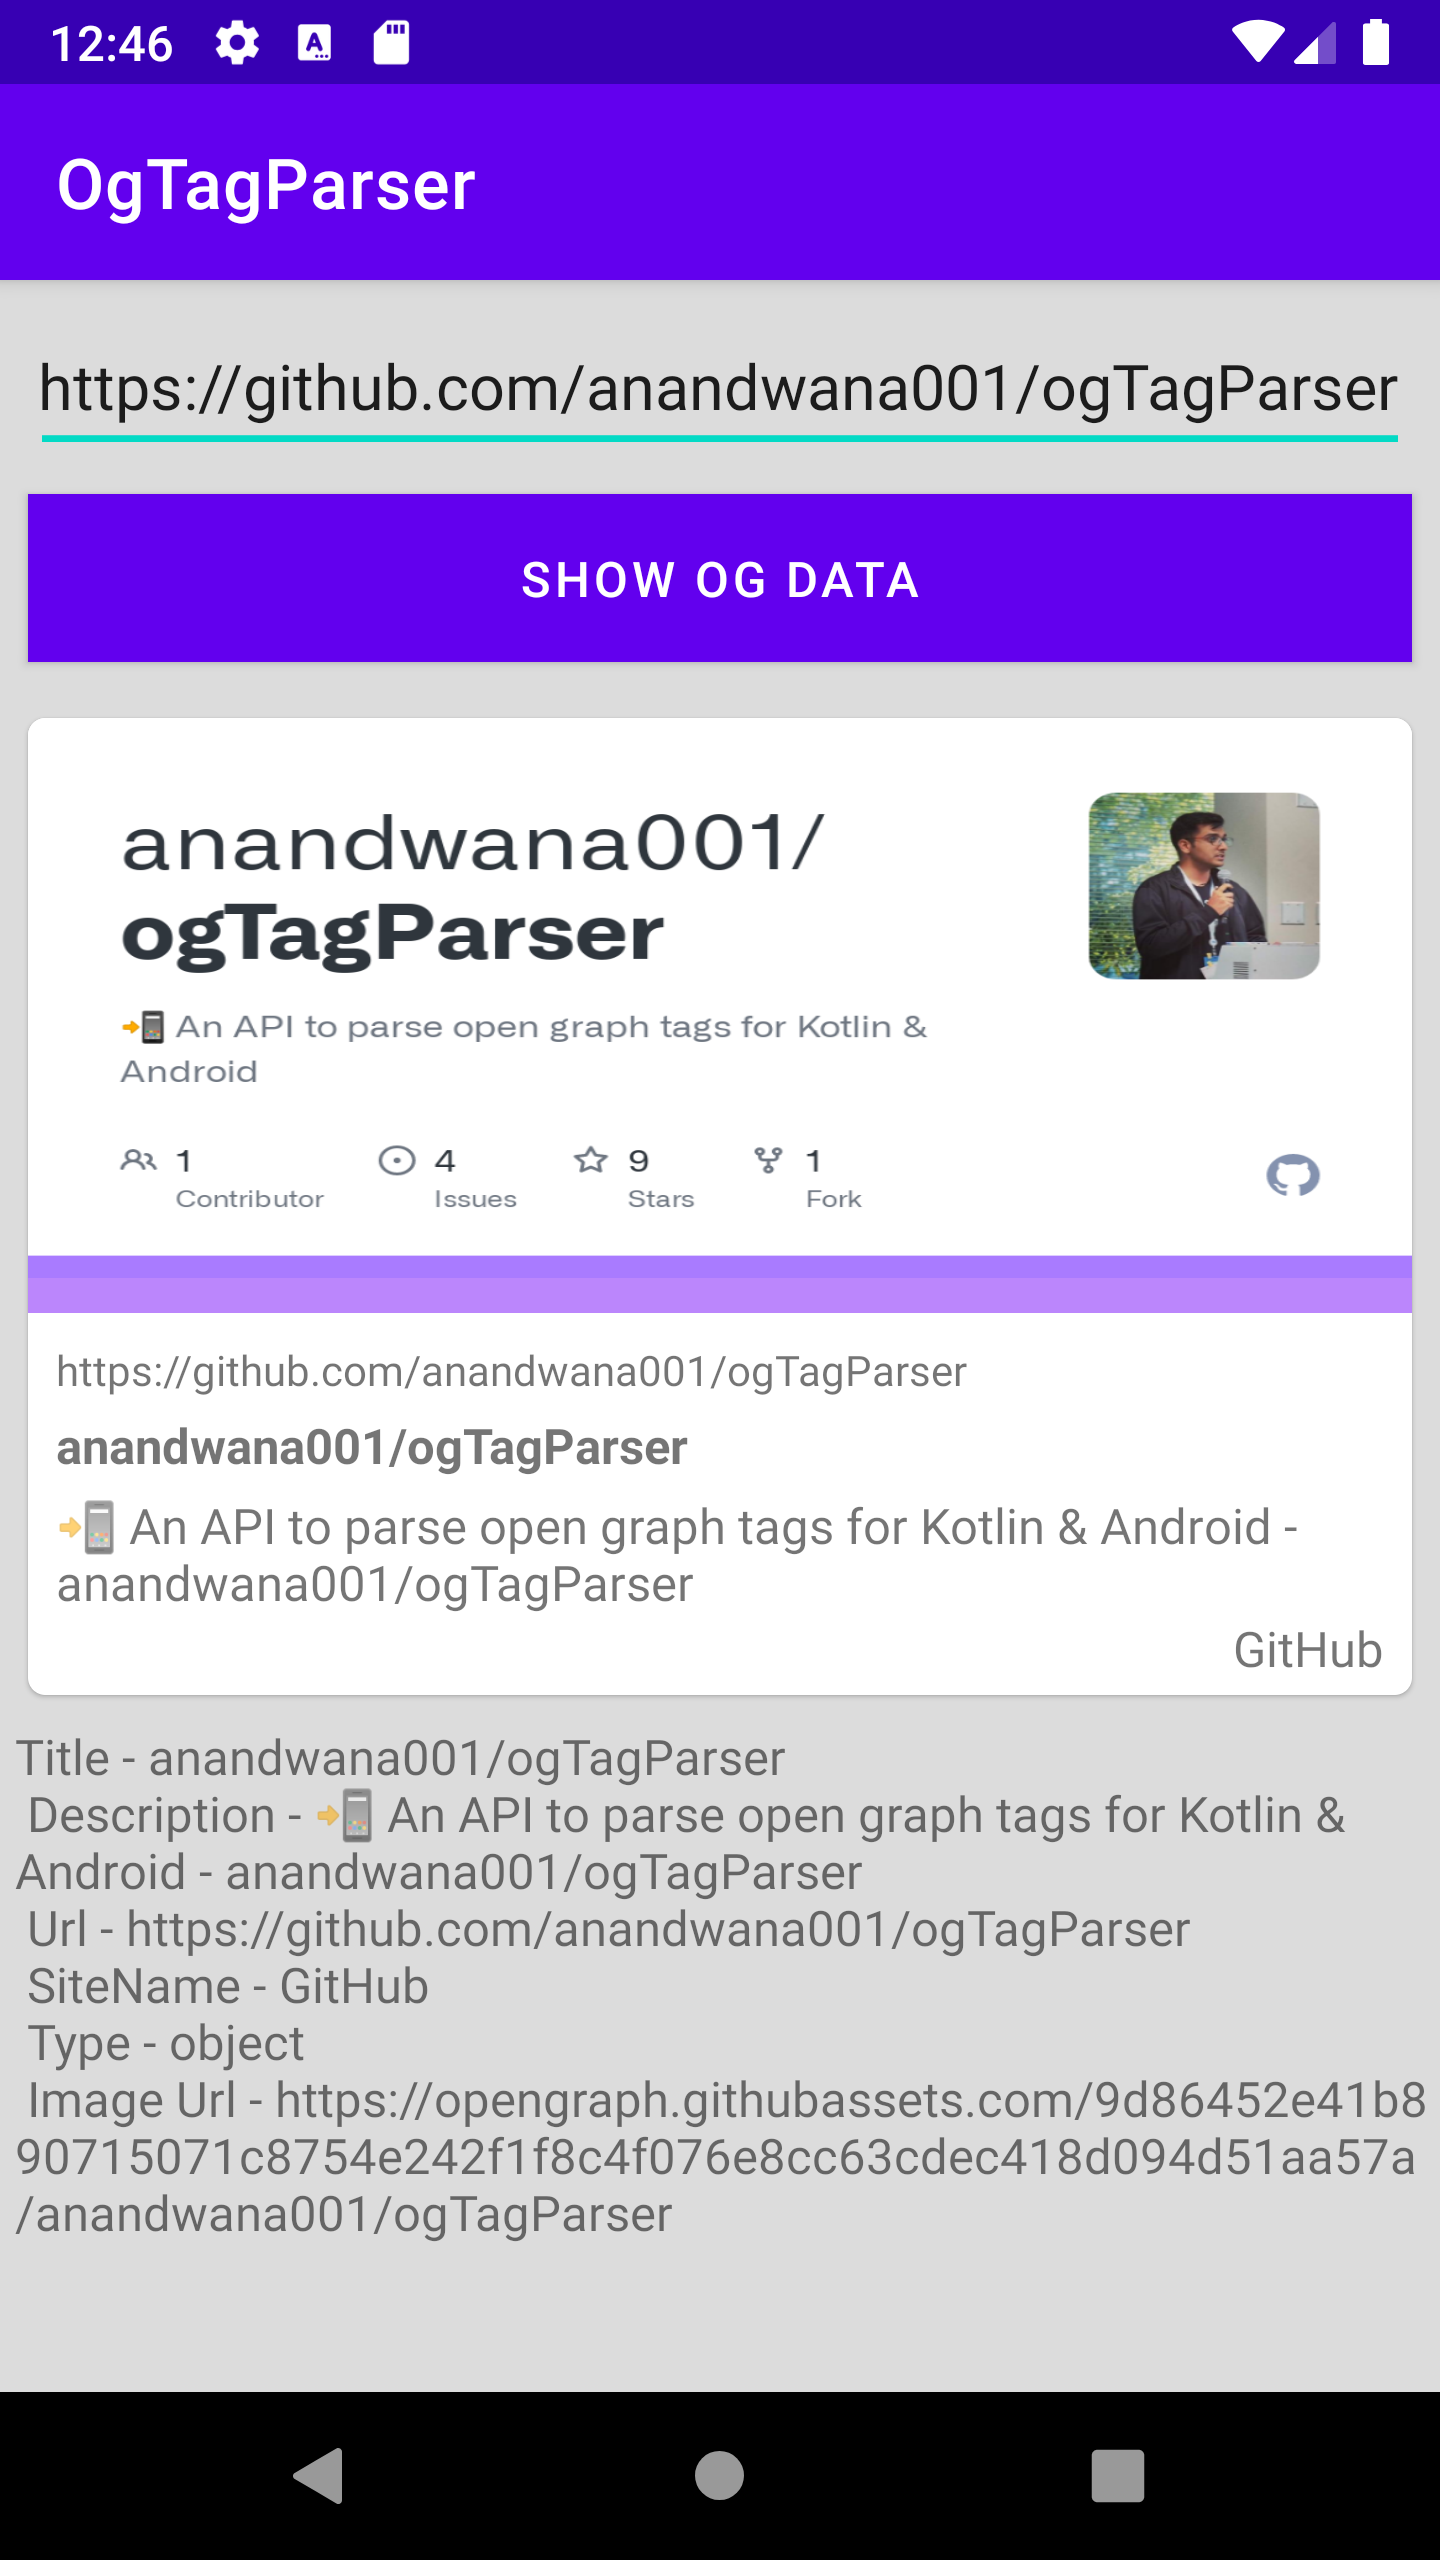 12:46
OgTagParser
https://github.com/anandwana001/ogTagParser
SHOW OG DATA
anandwana001/
ogTagParser
📲 An API to parse open graph tags for Kotlin &
Android
1 4 9 1
Contributor Issues Stars Fork
https://github.com/anandwana001/ogTagParser
anandwana001/ogTagParser
📲 An API to parse open graph tags for Kotlin & Android -
anandwana001/ogTagParser
GitHub
Title - anandwana001/ogTagParser
Description - 📲 An API to parse open graph tags for Kotlin &
Android - anandwana001/ogTagParser
Url - https://github.com/anandwana001/ogTagParser
SiteName - GitHub
Type - object
Image Url - https://opengraph.githubassets.com/9d86452e41b8
90715071c8754e242f1f8c4f076e8cc63cdec418d094d51aa57a
/anandwana001/ogTagParser